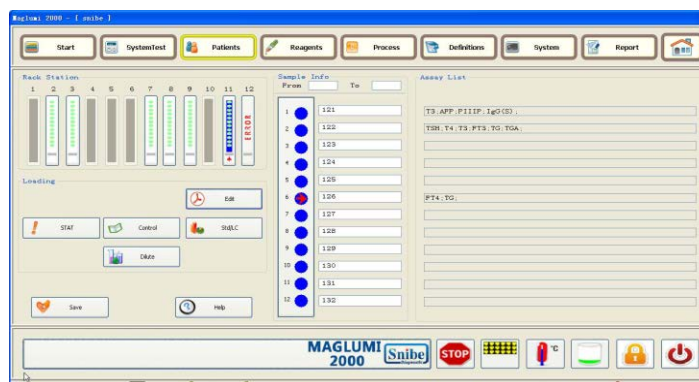 Maglumi 2000 - [ snibe ]
Start SystemTest Patients Reagents Process Definitions System Report
Rack Station
1 2 3 4 5 6 7 8 9 10 11 12
ERROR
Loading
Edit
STAT Control Std/LC
Dilute
Save Help
Sample Info
From To
1 121
2 122
3 123
4 124
5 125
6 126
7 127
8 128
9 129
10 130
11 131
12 132
Assay List
T3;AFP;PIIIP;IgG(S);
TSH;T4;T3;FT3;TG;TGA;
FT4;TG;
MAGLUMI
2000
Snibe
STOP
°C